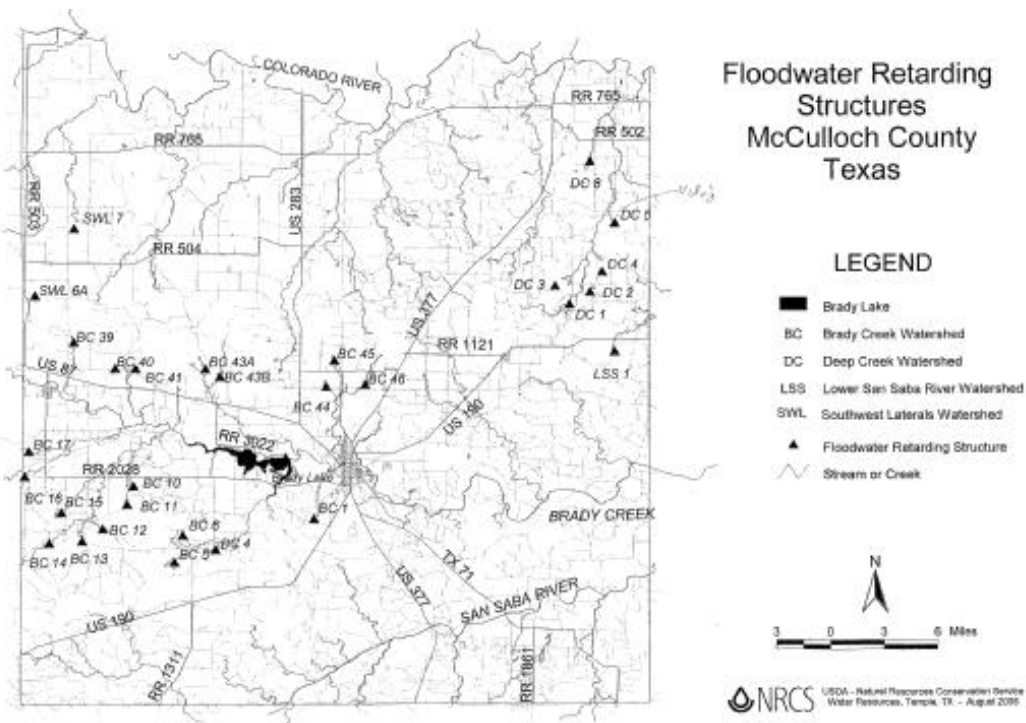 Floodwater Retarding
Structures
McCulloch County
Texas
COLORADO RIVER
RR 765
RR 502
RR 765
DC 8
RR 503
SWL 7
US 283
DC 5
RR 504
DC 4
DC 3
DC 2
SWL 6A
DC 1
US 377
BC 39
RR 1121
BC 45
LSS 1
US 87
BC 40
BC 43A
BC 41
BC 43B
BC 46
BC 44
US 190
RR 3022
BC 17
RR 2028
Brady Lake
BC 10
BC 16
BC 15
BC 11
BC 1
BRADY CREEK
BC 12
BC 6
BC 14
BC 13
BC 5
BC 4
TX 71
US 377
SAN SABA RIVER
US 190
RR 1311
RR 1861
LEGEND
Brady Lake
BC Brady Creek Watershed
DC Deep Creek Watershed
LSS Lower San Saba River Watershed
SWL Southwest Laterals Watershed
Floodwater Retarding Structure
Stream or Creek
N
3 0 3 6 Miles
NRCS
USDA - Natural Resources Conservation Service
Water Resources, Temple, TX - August 2006